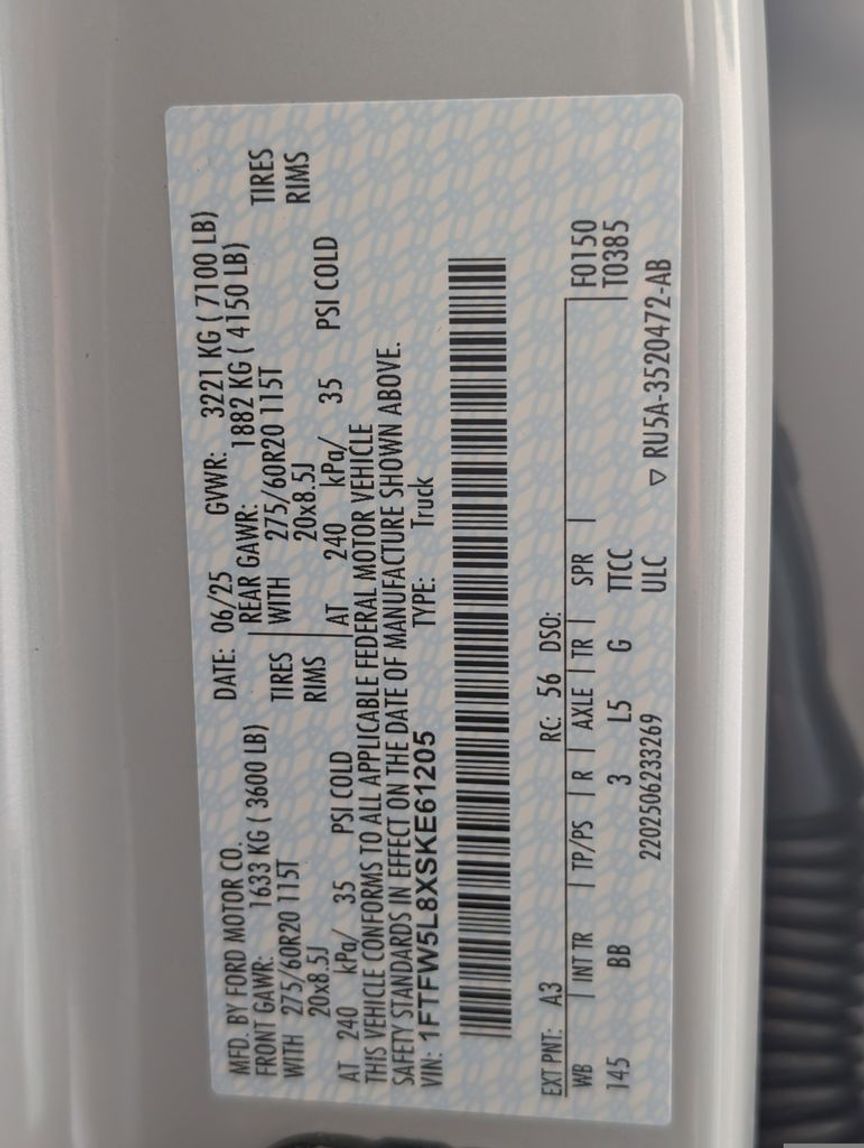 MFD. BY FORD MOTOR CO. DATE: 06/25 GVWR: 3221 KG ( 7100 LB)
FRONT GAWR: 1633 KG ( 3600 LB) REAR GAWR: 1882 KG ( 4150 LB)
WITH 275/60R20 115T TIRES WITH 275/60R20 115T TIRES
20x8.5J RIMS 20x8.5J RIMS
AT 240 kPa/ 35 PSI COLD AT 240 kPa/ 35 PSI COLD
THIS VEHICLE CONFORMS TO ALL APPLICABLE FEDERAL MOTOR VEHICLE
SAFETY STANDARDS IN EFFECT ON THE DATE OF MANUFACTURE SHOWN ABOVE.
VIN: 1FTFW5L8XSKE61205 TYPE: Truck
EXT PNT: A3 RC: 56 DSO:
WB INT TR TP/PS R AXLE TR SPR F0150
145 BB 3 L5 G TTCC T0385
2202506233269 ULC ▽ RU5A-3520472-AB